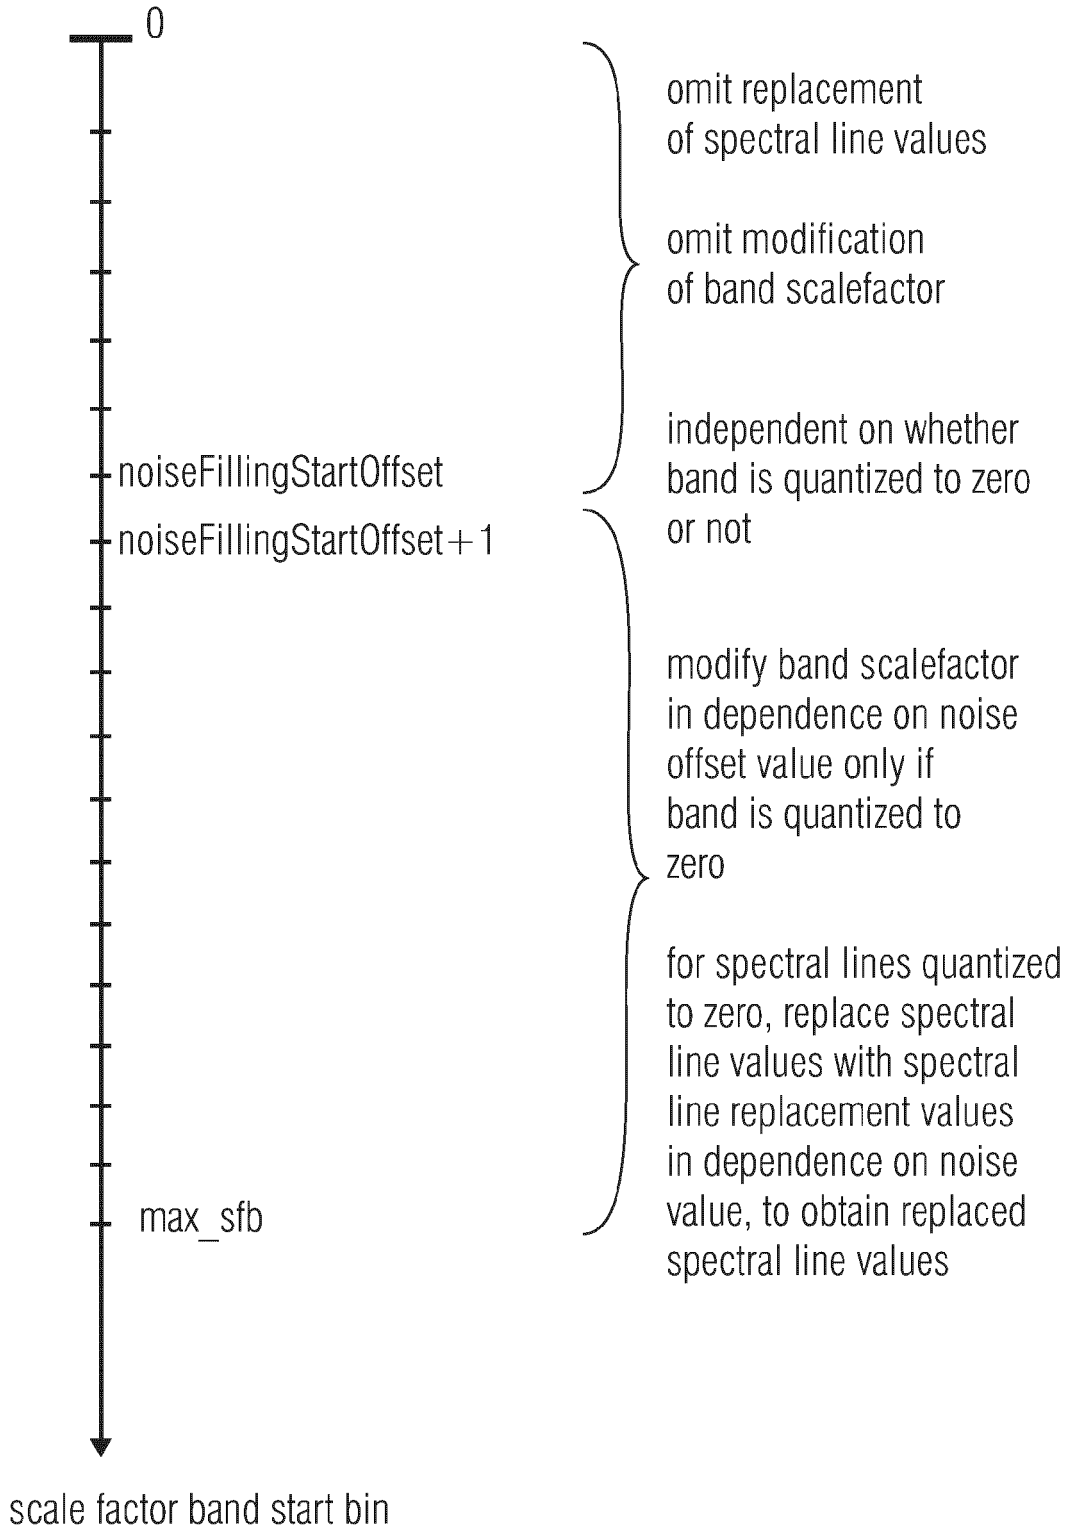 0
omit replacement
of spectral line values
omit modification
of band scalefactor
independent on whether
band is quantized to zero
or not
noiseFillingStartOffset
noiseFillingStartOffset+1
modify band scalefactor
in dependence on noise
offset value only if
band is quantized to
zero
for spectral lines quantized
to zero, replace spectral
line values with spectral
line replacement values
in dependence on noise
value, to obtain replaced
spectral line values
max_sfb
scale factor band start bin